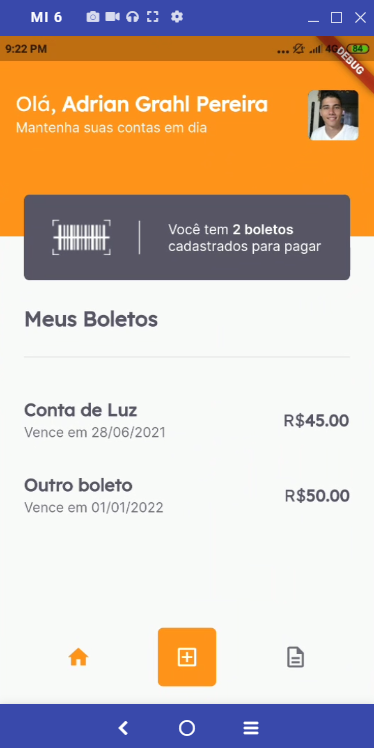 MI 6
9:22 PM
4G
84
DEBUG
Olá, Adrian Grahl Pereira
Mantenha suas contas em dia
Você tem 2 boletos
cadastrados para pagar
Meus Boletos
Conta de Luz
R$45.00
Vence em 28/06/2021
Outro boleto
R$50.00
Vence em 01/01/2022